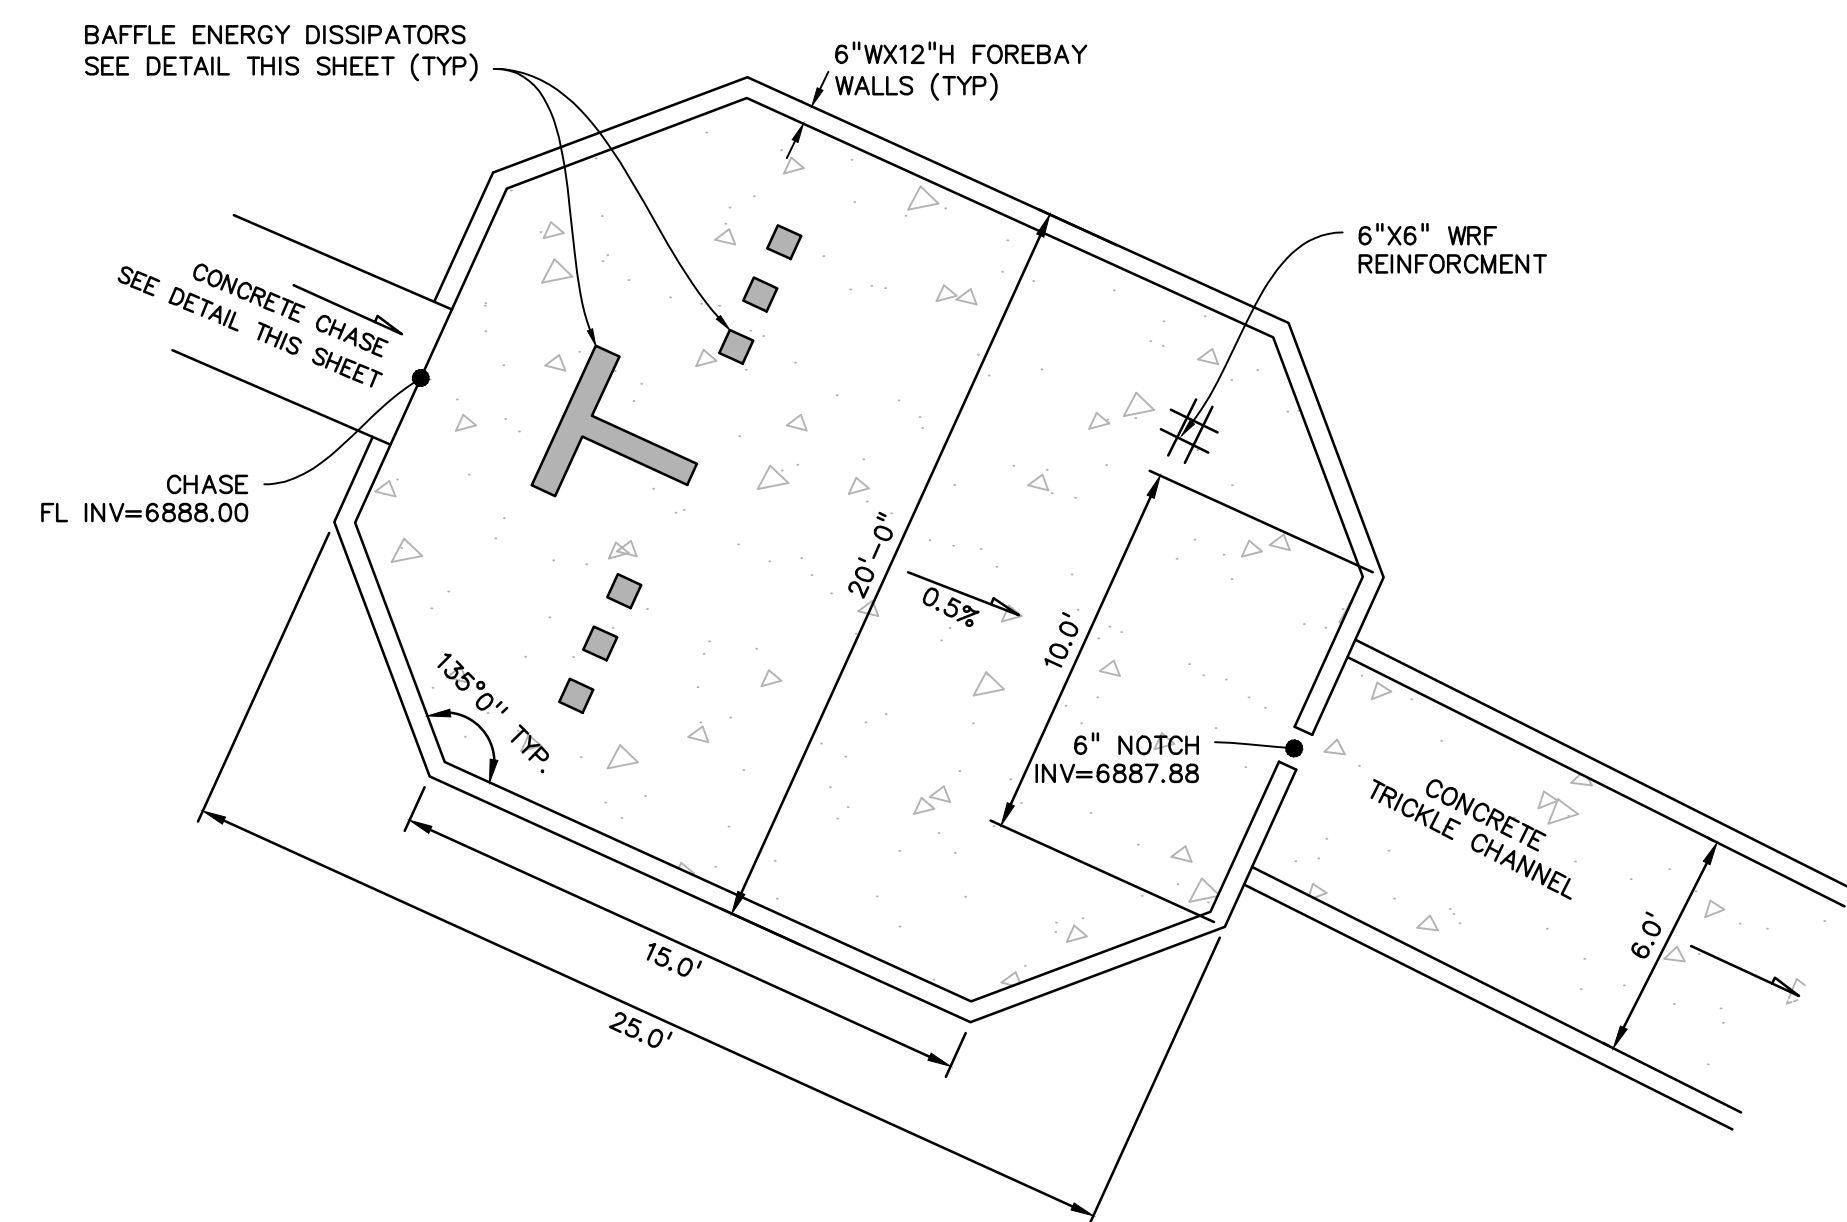 BAFFLE ENERGY DISSIPATORS
SEE DETAIL THIS SHEET (TYP)
6"WX12"H FOREBAY
WALLS (TYP)
6"X6" WRF
REINFORCMENT
CONCRETE CHASE
SEE DETAIL THIS SHEET
CHASE
FL INV=6888.00
20'-0"
0.5%
10.0'
135°0'' TYP.
6" NOTCH
INV=6887.88
CONCRETE
TRICKLE CHANNEL
6.0'
15.0'
25.0'